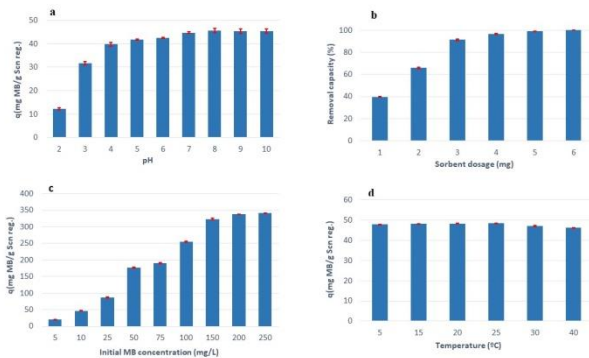 a
q(mg MB/g Scn reg.)
50
40
30
20
10
0
2 3 4 5 6 7 8 9 10
pH
b
Removal capacity (%)
100
80
60
40
20
0
1 2 3 4 5 6
Sorbent dosage (mg)
c
q(mg MB/g Scn reg.)
400
350
300
250
200
150
100
50
0
5 10 25 50 75 100 150 200 250
Initial MB concentration (mg/L)
d
q(mg MB/g Scn reg.)
60
50
40
30
20
10
0
5 15 20 25 30 40
Temperature (ºC)